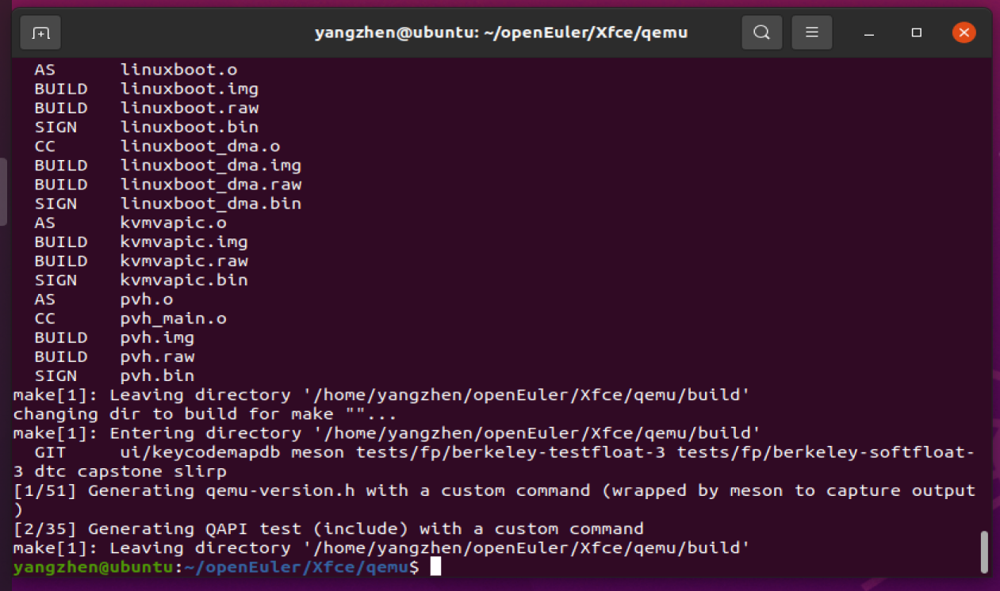 yangzhen@ubuntu: ~/openEuler/Xfce/qemu
AS linuxboot.o
BUILD linuxboot.img
BUILD linuxboot.raw
SIGN linuxboot.bin
CC linuxboot_dma.o
BUILD linuxboot_dma.img
BUILD linuxboot_dma.raw
SIGN linuxboot_dma.bin
AS kvmvapic.o
BUILD kvmvapic.img
BUILD kvmvapic.raw
SIGN kvmvapic.bin
AS pvh.o
CC pvh_main.o
BUILD pvh.img
BUILD pvh.raw
SIGN pvh.bin
make[1]: Leaving directory '/home/yangzhen/openEuler/Xfce/qemu/build'
changing dir to build for make ""...
make[1]: Entering directory '/home/yangzhen/openEuler/Xfce/qemu/build'
GIT ui/keycodemapdb meson tests/fp/berkeley-testfloat-3 tests/fp/berkeley-softfloat-
3 dtc capstone slirp
[1/51] Generating qemu-version.h with a custom command (wrapped by meson to capture output
)
[2/35] Generating QAPI test (include) with a custom command
make[1]: Leaving directory '/home/yangzhen/openEuler/Xfce/qemu/build'
yangzhen@ubuntu:~/openEuler/Xfce/qemu$